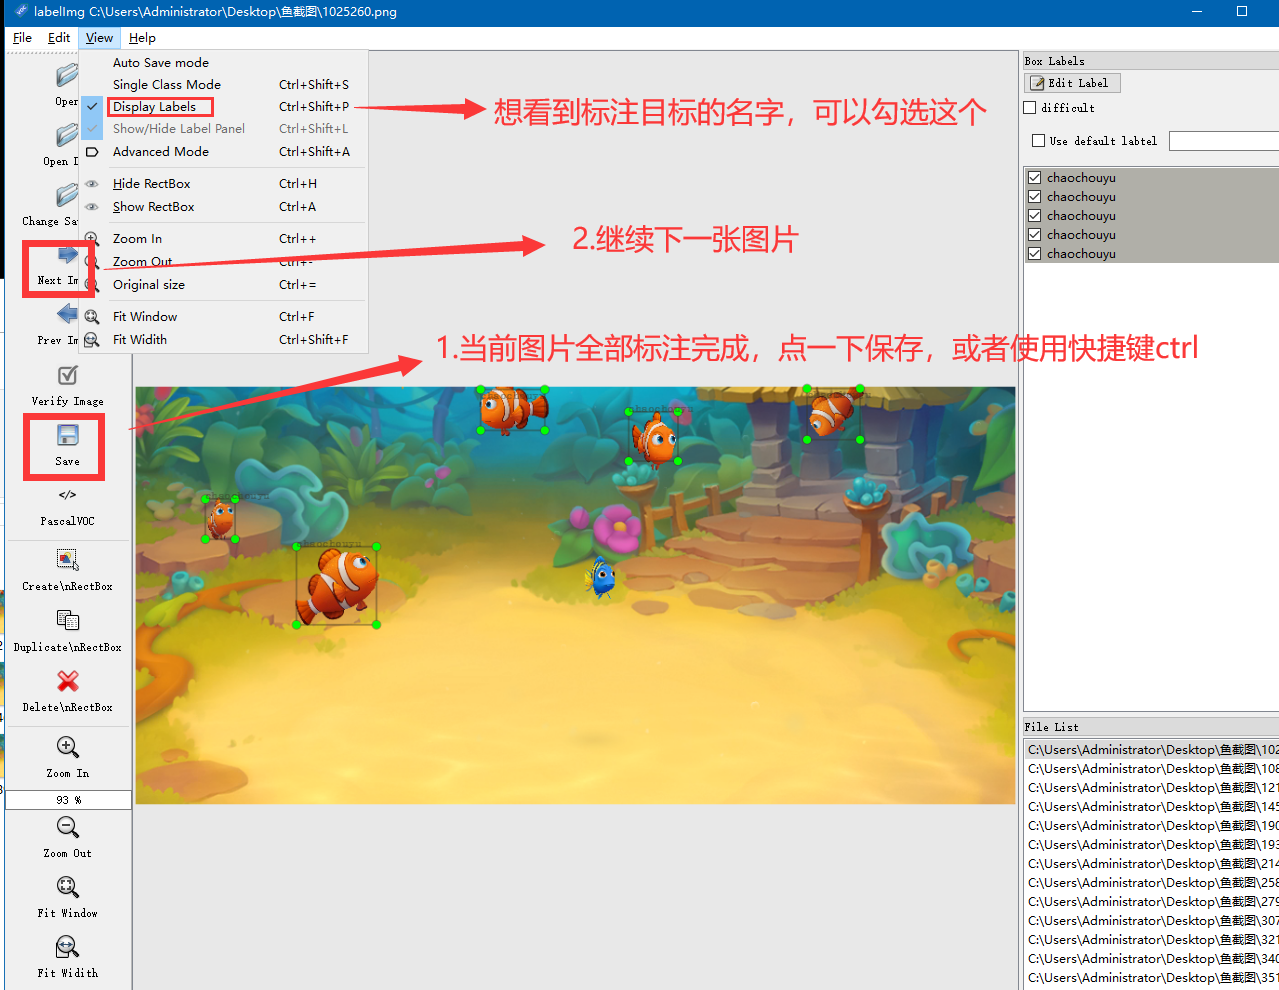 labelImg C:\Users\Administrator\Desktop\鱼截图\1025260.png
File Edit View Help
Auto Save mode
Single Class Mode Ctrl+Shift+S
Display Labels Ctrl+Shift+P
Show/Hide Label Panel Ctrl+Shift+L
Advanced Mode Ctrl+Shift+A
Hide RectBox Ctrl+H
Show RectBox Ctrl+A
Zoom In Ctrl++
Zoom Out Ctrl+-
Original size Ctrl+=
Fit Window Ctrl+F
Fit Widith Ctrl+Shift+F
想看到标注目标的名字，可以勾选这个
2.继续下一张图片
1.当前图片全部标注完成，点一下保存，或者使用快捷键ctrl
Open
Open D
Change Sa
Next Im
Prev Im
Verify Image
Save
</>
PascalVOC
Create\nRectBox
Duplicate\nRectBox
Delete\nRectBox
Zoom In
93 %
Zoom Out
Fit Window
Fit Widith
chaochouyu
chaochouyu
chaochouyu
chaochouyu
chaochouyu
Box Labels
Edit Label
difficult
Use default labtel
chaochouyu
chaochouyu
chaochouyu
chaochouyu
chaochouyu
File List
C:\Users\Administrator\Desktop\鱼截图\102
C:\Users\Administrator\Desktop\鱼截图\108
C:\Users\Administrator\Desktop\鱼截图\121
C:\Users\Administrator\Desktop\鱼截图\145
C:\Users\Administrator\Desktop\鱼截图\190
C:\Users\Administrator\Desktop\鱼截图\193
C:\Users\Administrator\Desktop\鱼截图\214
C:\Users\Administrator\Desktop\鱼截图\258
C:\Users\Administrator\Desktop\鱼截图\279
C:\Users\Administrator\Desktop\鱼截图\307
C:\Users\Administrator\Desktop\鱼截图\321
C:\Users\Administrator\Desktop\鱼截图\340
C:\Users\Administrator\Desktop\鱼截图\351